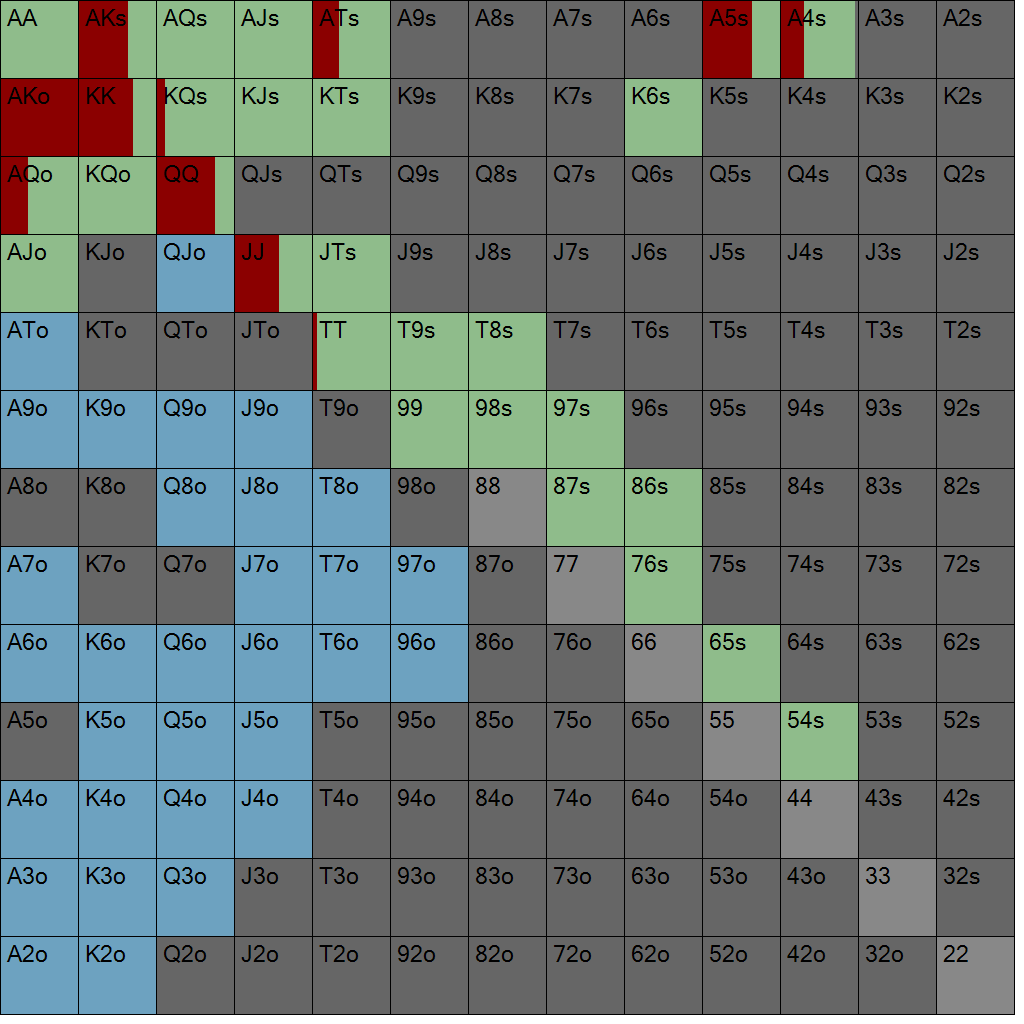 AA AKs AQs AJs ATs A9s A8s A7s A6s A5s A4s A3s A2s
AKo KK KQs KJs KTs K9s K8s K7s K6s K5s K4s K3s K2s
AQo KQo QQ QJs QTs Q9s Q8s Q7s Q6s Q5s Q4s Q3s Q2s
AJo KJo QJo JJ JTs J9s J8s J7s J6s J5s J4s J3s J2s
ATo KTo QTo JTo TT T9s T8s T7s T6s T5s T4s T3s T2s
A9o K9o Q9o J9o T9o 99 98s 97s 96s 95s 94s 93s 92s
A8o K8o Q8o J8o T8o 98o 88 87s 86s 85s 84s 83s 82s
A7o K7o Q7o J7o T7o 97o 87o 77 76s 75s 74s 73s 72s
A6o K6o Q6o J6o T6o 96o 86o 76o 66 65s 64s 63s 62s
A5o K5o Q5o J5o T5o 95o 85o 75o 65o 55 54s 53s 52s
A4o K4o Q4o J4o T4o 94o 84o 74o 64o 54o 44 43s 42s
A3o K3o Q3o J3o T3o 93o 83o 73o 63o 53o 43o 33 32s
A2o K2o Q2o J2o T2o 92o 82o 72o 62o 52o 42o 32o 22